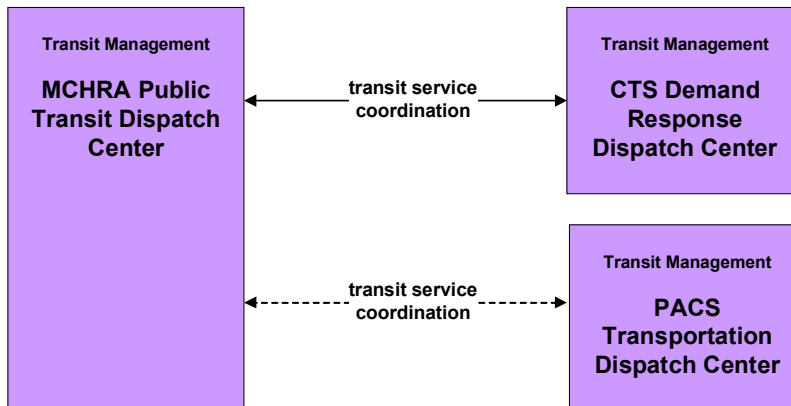 Transit Management
MCHRA Public
Transit Dispatch
Center
transit service
coordination
Transit Management
CTS Demand
Response
Dispatch Center
transit service
coordination
Transit Management
PACS
Transportation
Dispatch Center